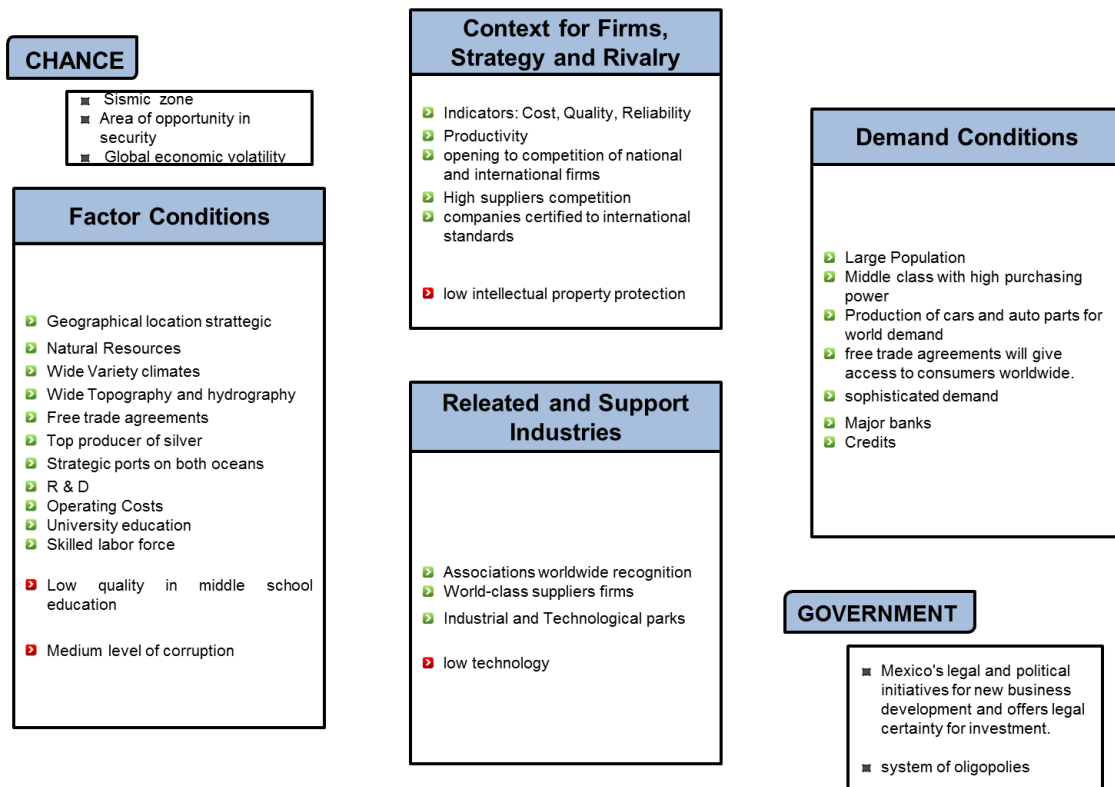 CHANCE
Sismic zone
Area of opportunity in
security
Global economic volatility
Factor Conditions
Geographical location strattegic
Natural Resources
Wide Variety climates
Wide Topography and hydrography
Free trade agreements
Top producer of silver
Strategic ports on both oceans
R & D
Operating Costs
University education
Skilled labor force
Low quality in middle school
education
Medium level of corruption
Context for Firms,
Strategy and Rivalry
Indicators: Cost, Quality, Reliability
Productivity
opening to competition of national
and international firms
High suppliers competition
companies certified to international
standards
low intellectual property protection
Releated and Support
Industries
Associations worldwide recognition
World-class suppliers firms
Industrial and Technological parks
low technology
Demand Conditions
Large Population
Middle class with high purchasing
power
Production of cars and auto parts for
world demand
free trade agreements will give
access to consumers worldwide.
sophisticated demand
Major banks
Credits
GOVERNMENT
Mexico's legal and political
initiatives for new business
development and offers legal
certainty for investment.
system of oligopolies